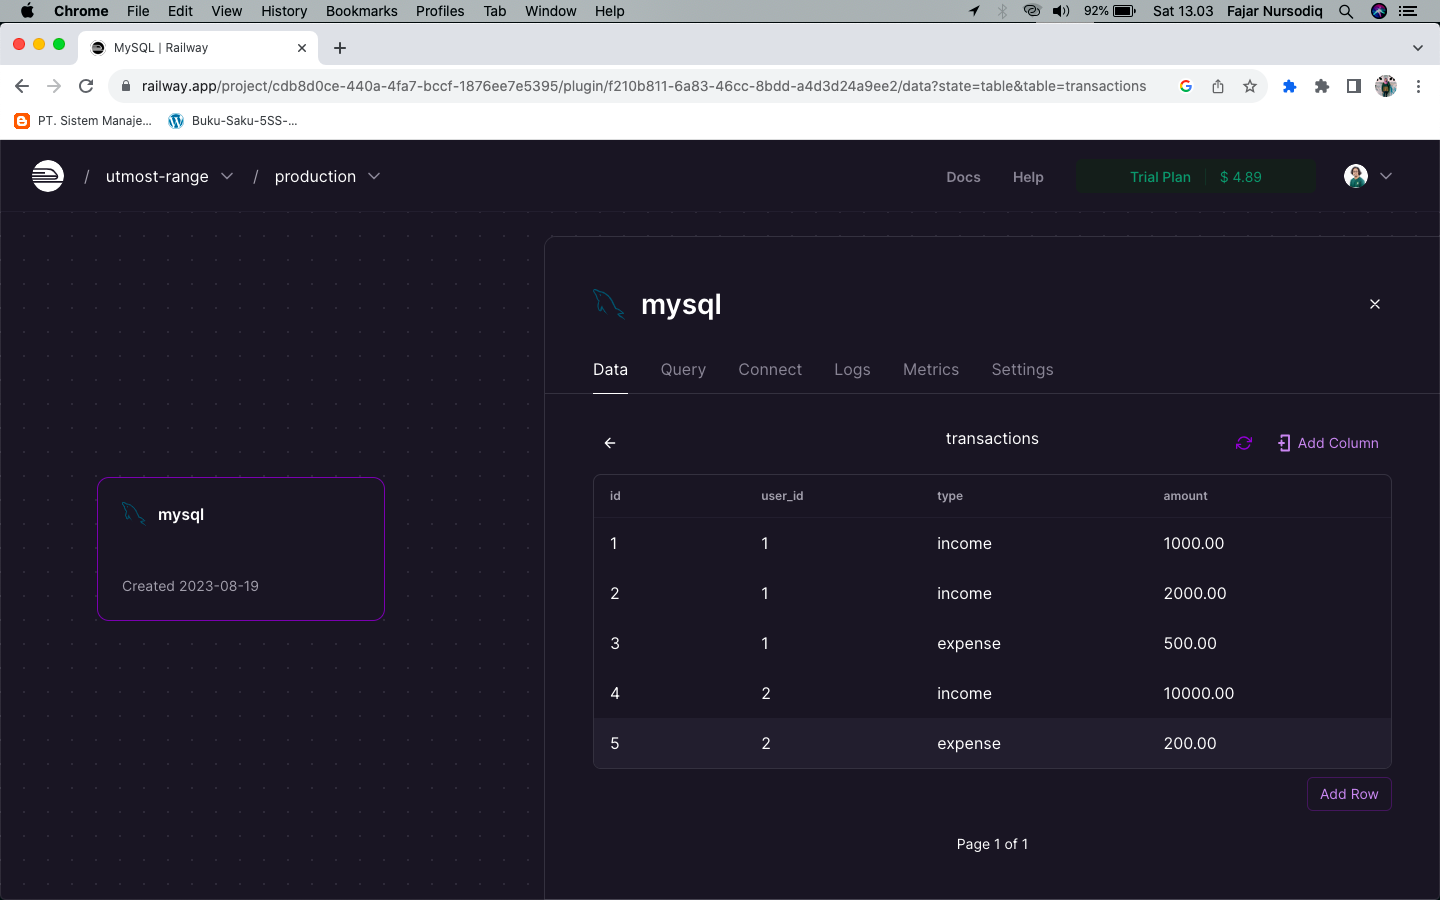 Chrome File Edit View History Bookmarks Profiles Tab Window Help 92% Sat 13.03 Fajar Nursodiq
MySQL | Railway
railway.app/project/cdb8d0ce-440a-4fa7-bccf-1876ee7e5395/plugin/f210b811-6a83-46cc-8bdd-a4d3d24a9ee2/data?state=table&table=transactions
PT. Sistem Manaje... Buku-Saku-5SS-...
/ utmost-range / production Docs Help Trial Plan $ 4.89
mysql
Data Query Connect Logs Metrics Settings
transactions Add Column
id user_id type amount
1 1 income 1000.00
2 1 income 2000.00
3 1 expense 500.00
4 2 income 10000.00
5 2 expense 200.00
Add Row
Page 1 of 1
mysql
Created 2023-08-19